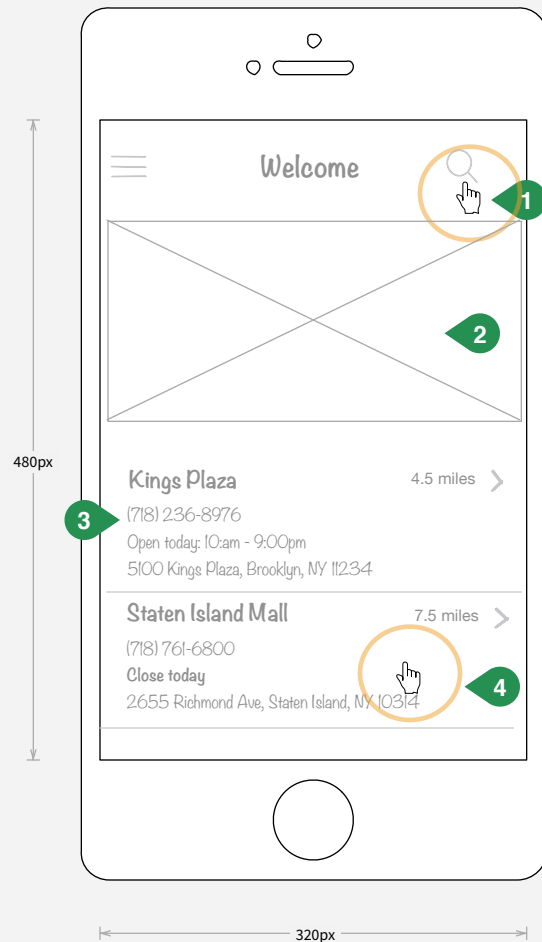 Welcome
1
2
480px
Kings Plaza
4.5 miles
3
(718) 236-8976
Open today: 10:am - 9:00pm
5100 Kings Plaza, Brooklyn, NY 11234
Staten Island Mall
7.5 miles
(718) 761-6800
Close today
4
2655 Richmond Ave, Staten Island, NY 10314
320px